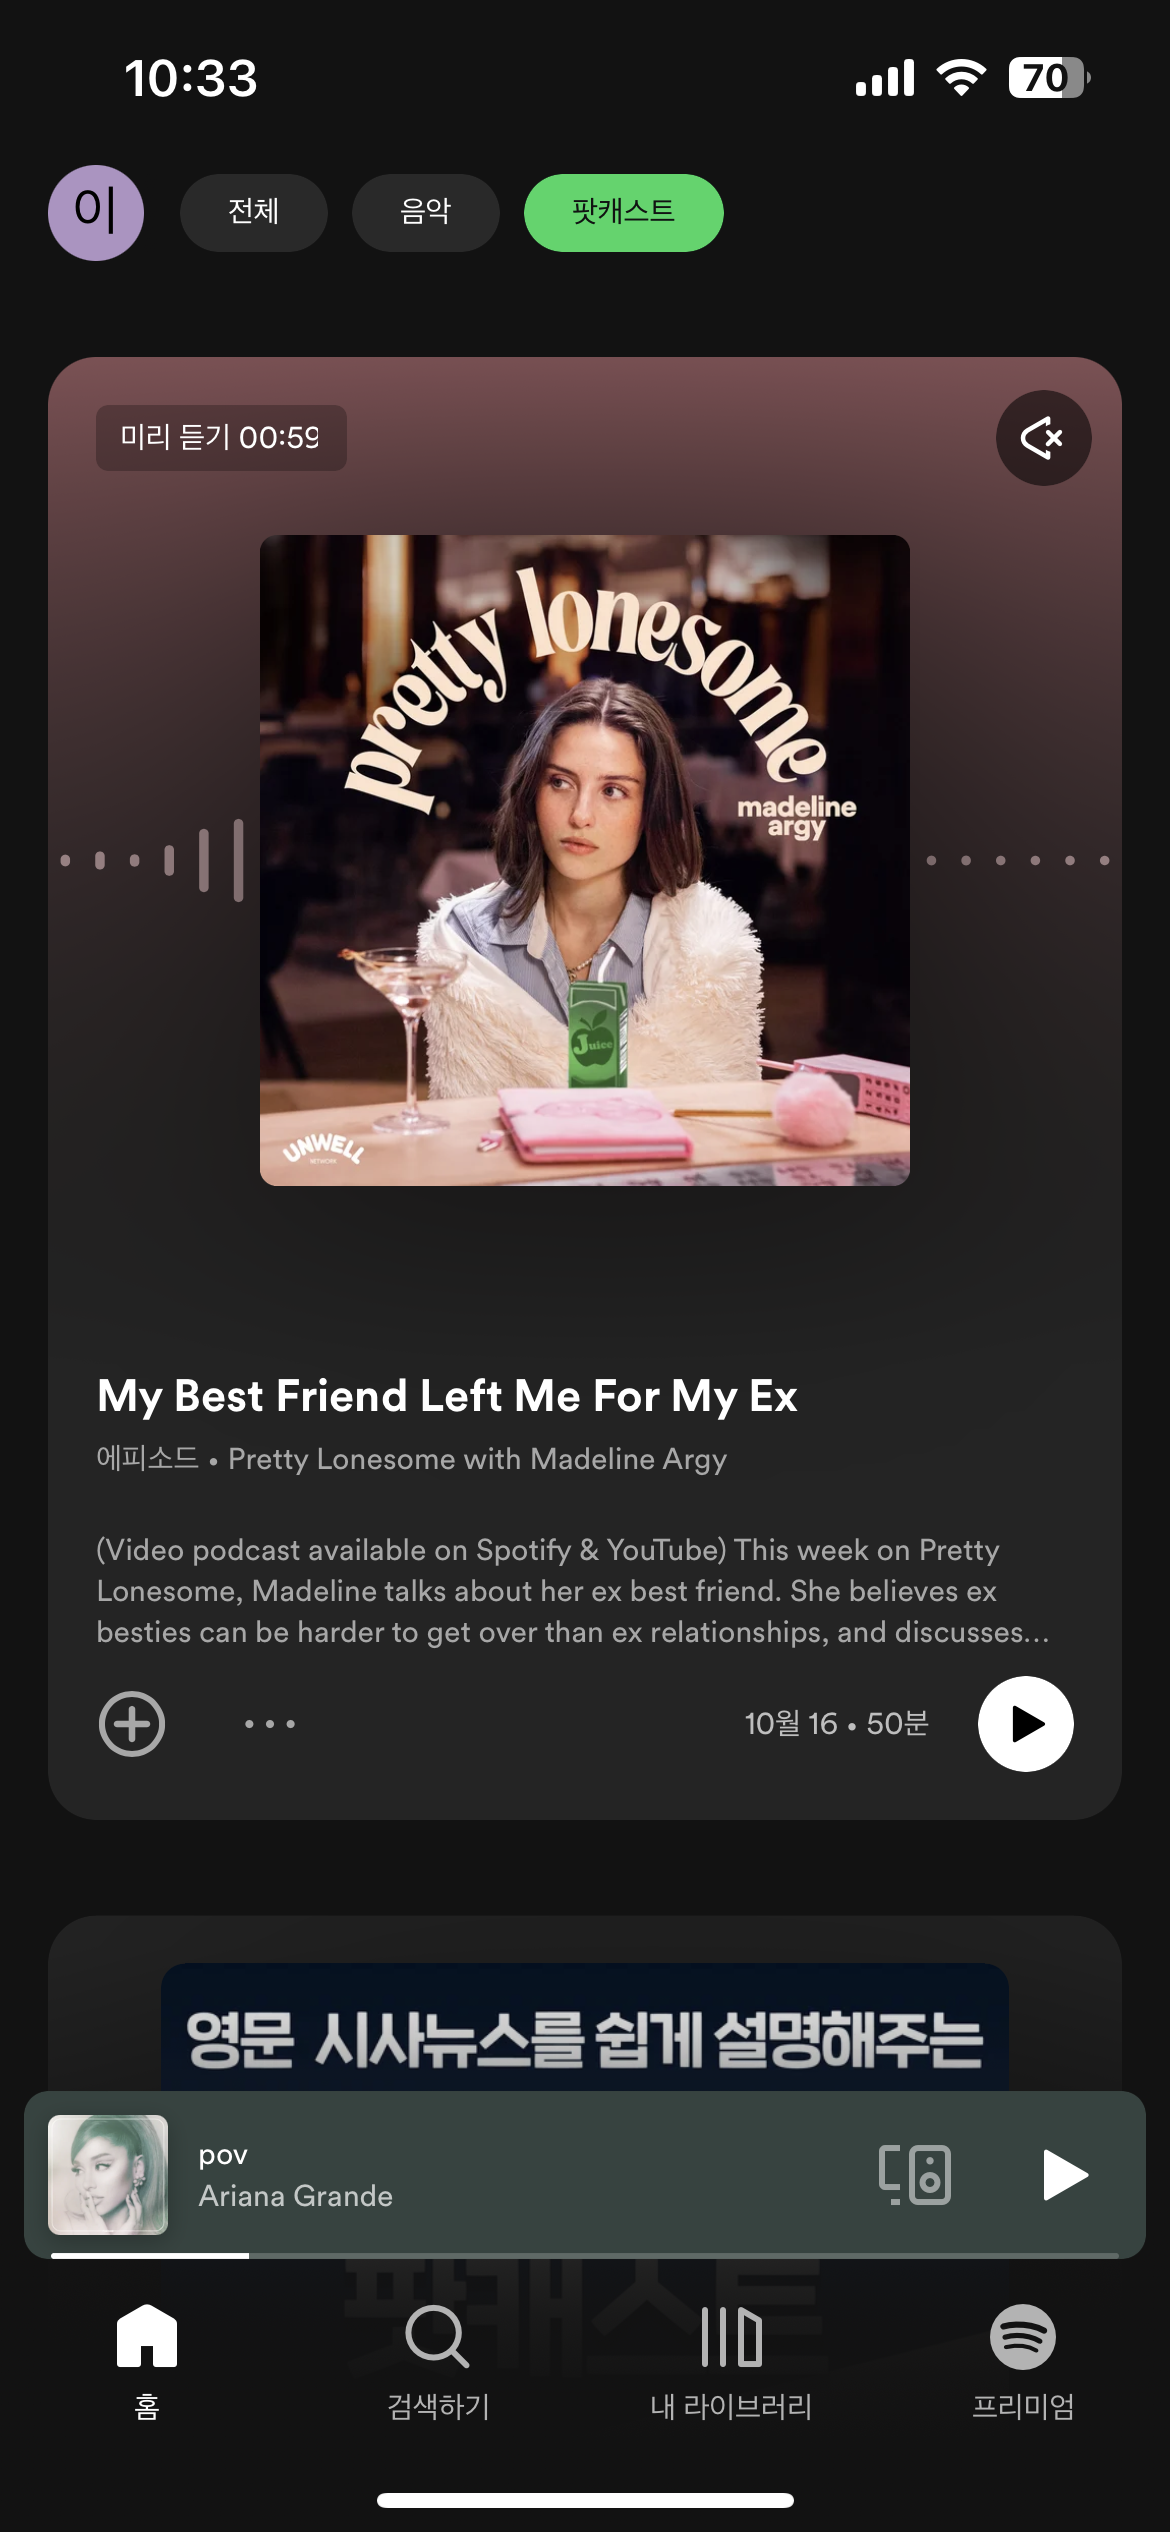 10:33
70
이
전체
음악
팟캐스트
미리 듣기 00:59
pretty lonesome
madeline
argy
Juice
UNWELL
NETWORK
My Best Friend Left Me For My Ex
에피소드 • Pretty Lonesome with Madeline Argy
(Video podcast available on Spotify & YouTube) This week on Pretty
Lonesome, Madeline talks about her ex best friend. She believes ex
besties can be harder to get over than ex relationships, and discusses...
10월 16 • 50분
영문 시사뉴스를 쉽게 설명해주는
pov
Ariana Grande
팟캐스트
홈
검색하기
내 라이브러리
프리미엄